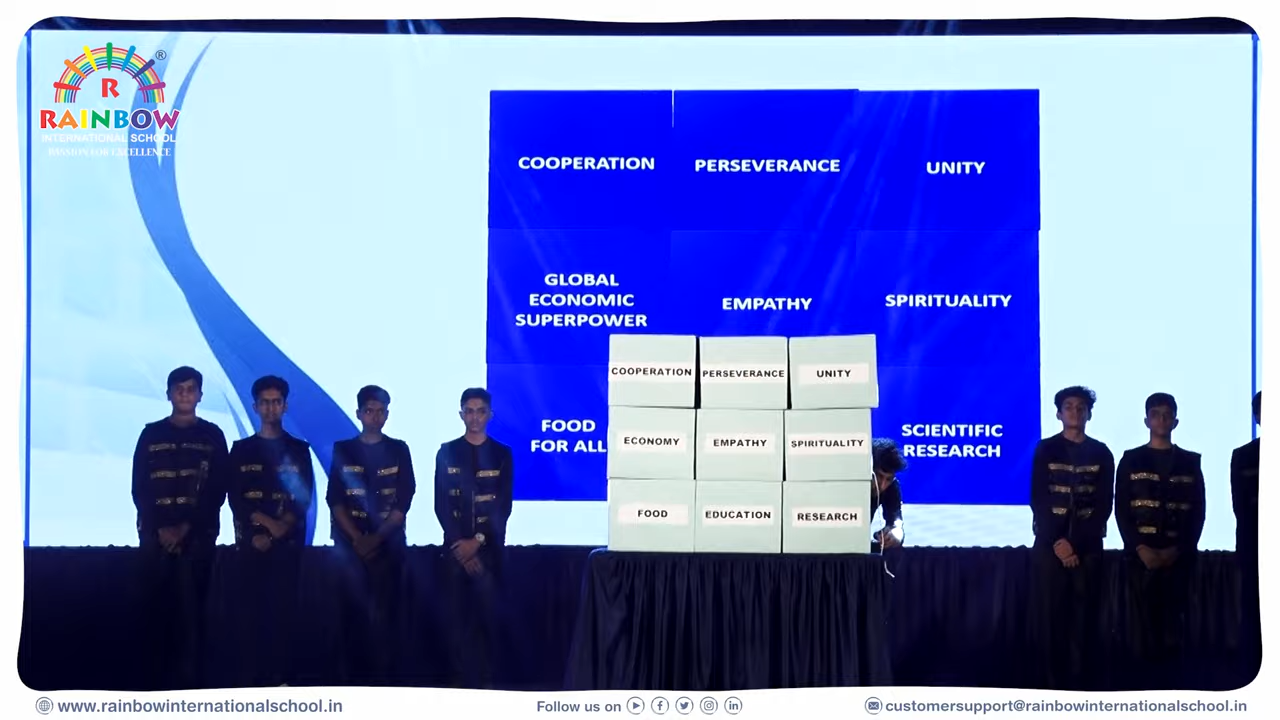 R
®
RAINBOW
INTERNATIONAL SCHOOL
PASSION FOR EXCELLENCE
COOPERATION
PERSEVERANCE
UNITY
GLOBAL
ECONOMIC
SUPERPOWER
EMPATHY
SPIRITUALITY
FOOD
FOR ALL
SCIENTIFIC
RESEARCH
COOPERATION
PERSEVERANCE
UNITY
ECONOMY
EMPATHY
SPIRITUALITY
FOOD
EDUCATION
RESEARCH
www.rainbowinternationalschool.in
Follow us on
customersupport@rainbowinternationalschool.in